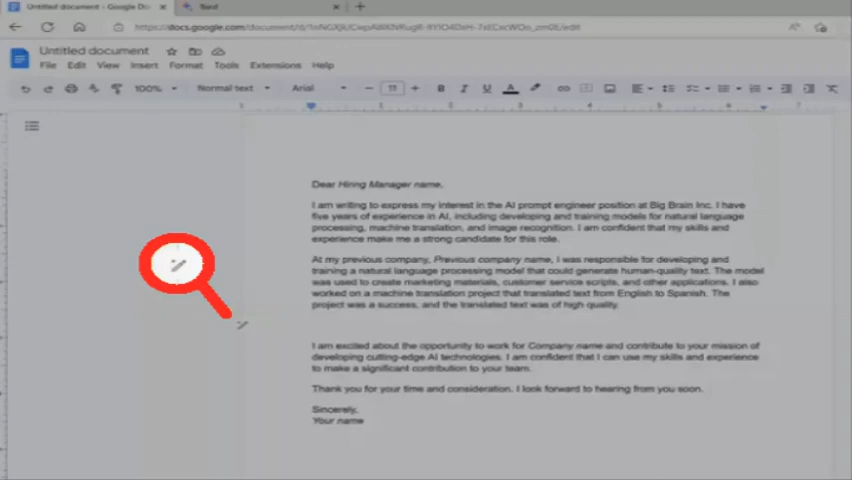 Untitled document - Google Do
Bard
Untitled document
File Edit View Insert Format Tools Extensions Help
100% Normal text Arial 11 B I U A
1 1 2 3 4 5 6 7
Dear Hiring Manager name,
I am writing to express my interest in the AI prompt engineer position at Big Brain Inc. I have
five years of experience in AI, including developing and training models for natural language
processing, machine translation, and image recognition. I am confident that my skills and
experience make me a strong candidate for this role.
At my previous company, Previous company name, I was responsible for developing and
training a natural language processing model that could generate human-quality text. The model
was used to create marketing materials, customer service scripts, and other applications. I also
worked on a machine translation project that translated text from English to Spanish. The
project was a success, and the translated text was of high quality.
I am excited about the opportunity to work for Company name and contribute to your mission of
developing cutting-edge AI technologies. I am confident that I can use my skills and experience
to make a significant contribution to your team.
Thank you for your time and consideration. I look forward to hearing from you soon.
Sincerely,
Your name